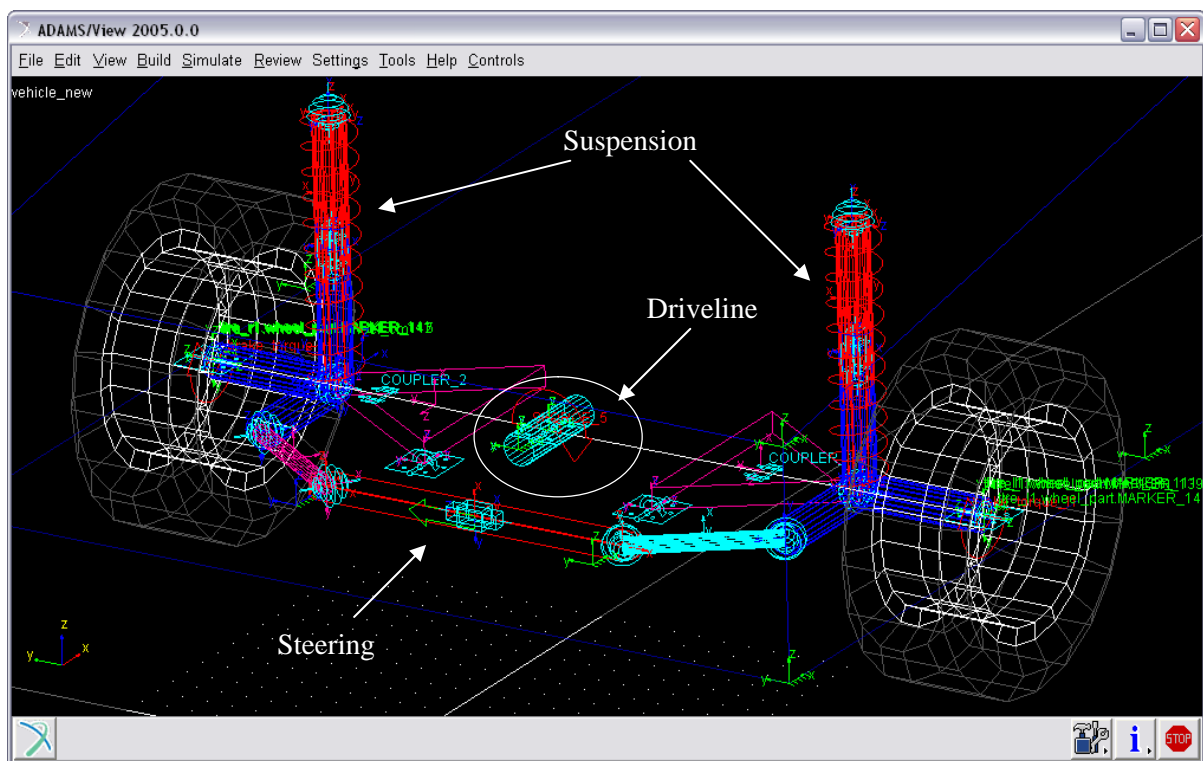 ADAMS/View 2005.0.0
File Edit View Build Simulate Review Settings Tools Help Controls
vehicle_new
Suspension
Driveline
COUPLER_2
COUPLER
Steering
z
y x
i
STOP